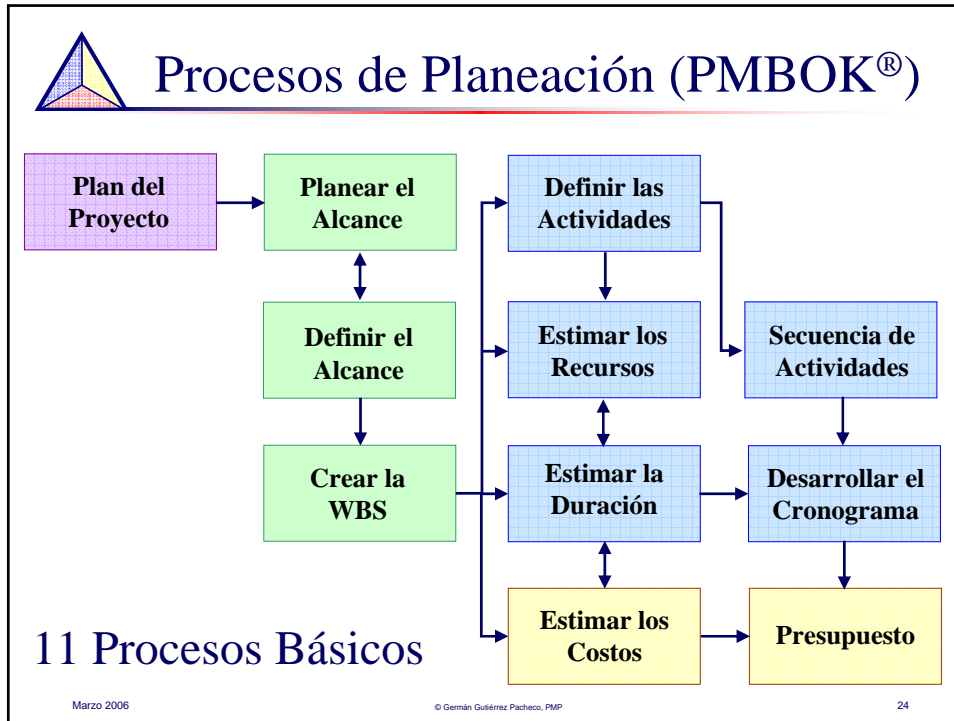 Procesos de Planeación (PMBOK®)
Plan del
Proyecto
Planear el
Alcance
Definir las
Actividades
Definir el
Alcance
Estimar los
Recursos
Secuencia de
Actividades
Crear la
WBS
Estimar la
Duración
Desarrollar el
Cronograma
Estimar los
Costos
Presupuesto
11 Procesos Básicos
Marzo 2006
© Germán Gutiérrez Pacheco, PMP
24